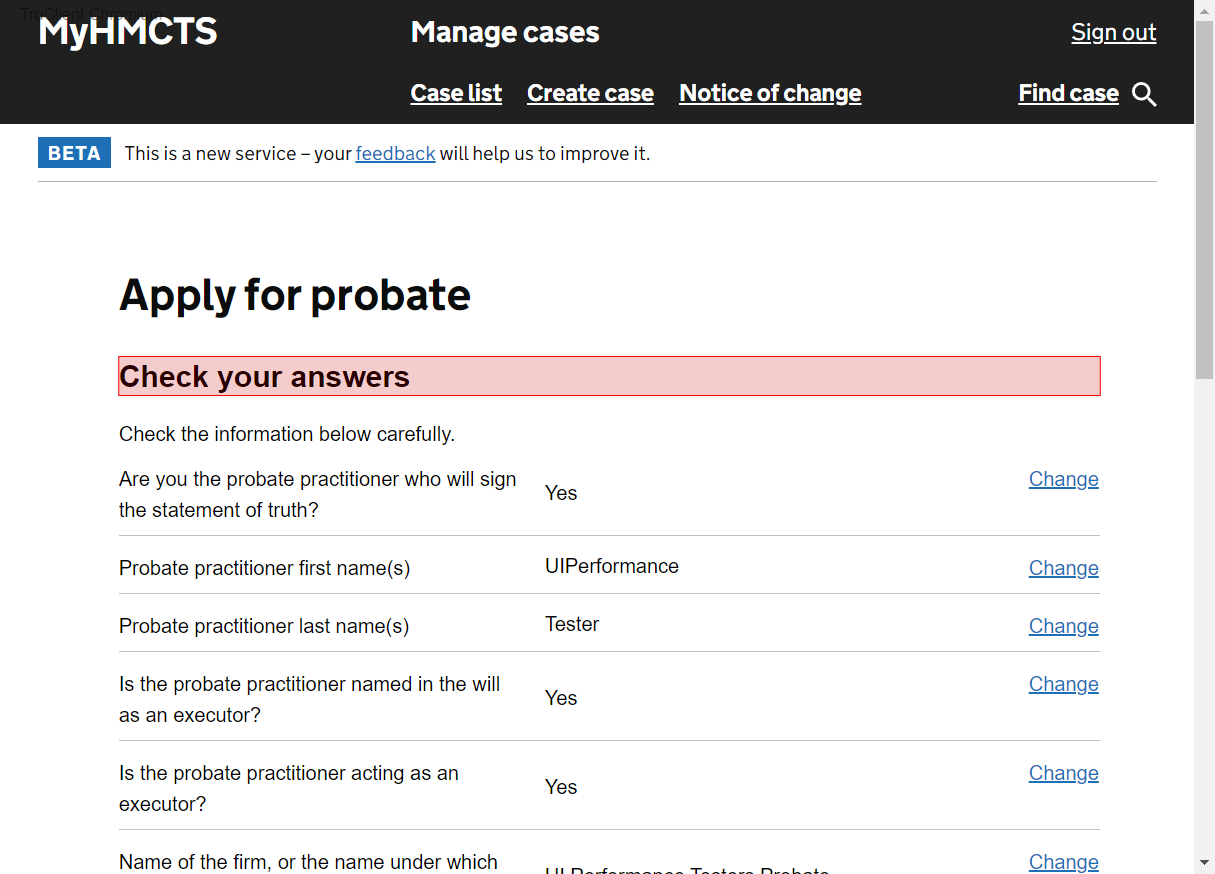 TruClient Chromium
MyHMCTS
Manage cases
Sign out
Case list Create case Notice of change Find case
BETA This is a new service – your feedback will help us to improve it.
Apply for probate
Check your answers
Check the information below carefully.
Are you the probate practitioner who will sign
the statement of truth?
Yes
Change
Probate practitioner first name(s)
UIPerformance
Change
Probate practitioner last name(s)
Tester
Change
Is the probate practitioner named in the will
as an executor?
Yes
Change
Is the probate practitioner acting as an
executor?
Yes
Change
Name of the firm, or the name under which
UI Performance Testers Probate
Change